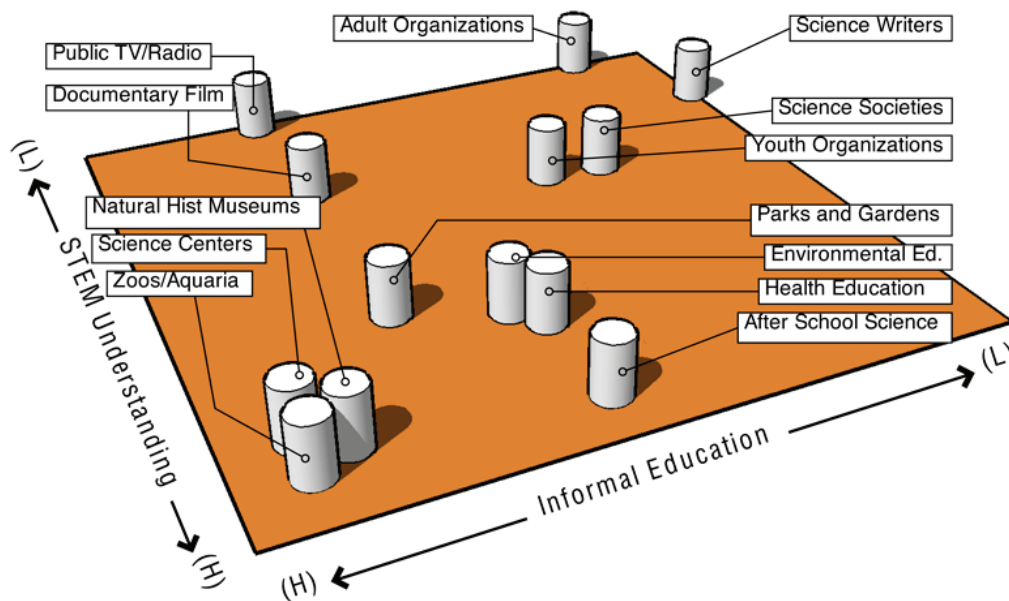 Adult Organizations
Science Writers
Public TV/Radio
Documentary Film
Science Societies
Youth Organizations
Natural Hist Museums
Parks and Gardens
Science Centers
Environmental Ed.
Zoos/Aquaria
Health Education
After School Science
(L)
STEM Understanding
(H)
(H)
Informal Education
(L)